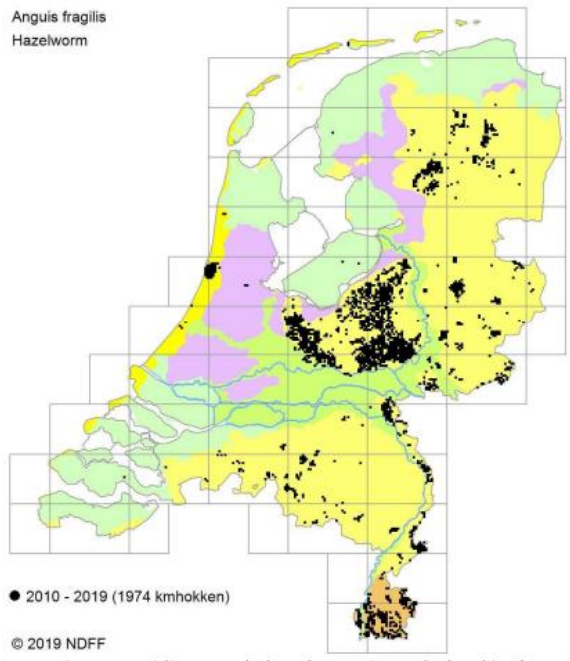 Anguis fragilis
Hazelworm
● 2010 - 2019 (1974 kmhokken)
© 2019 NDFF